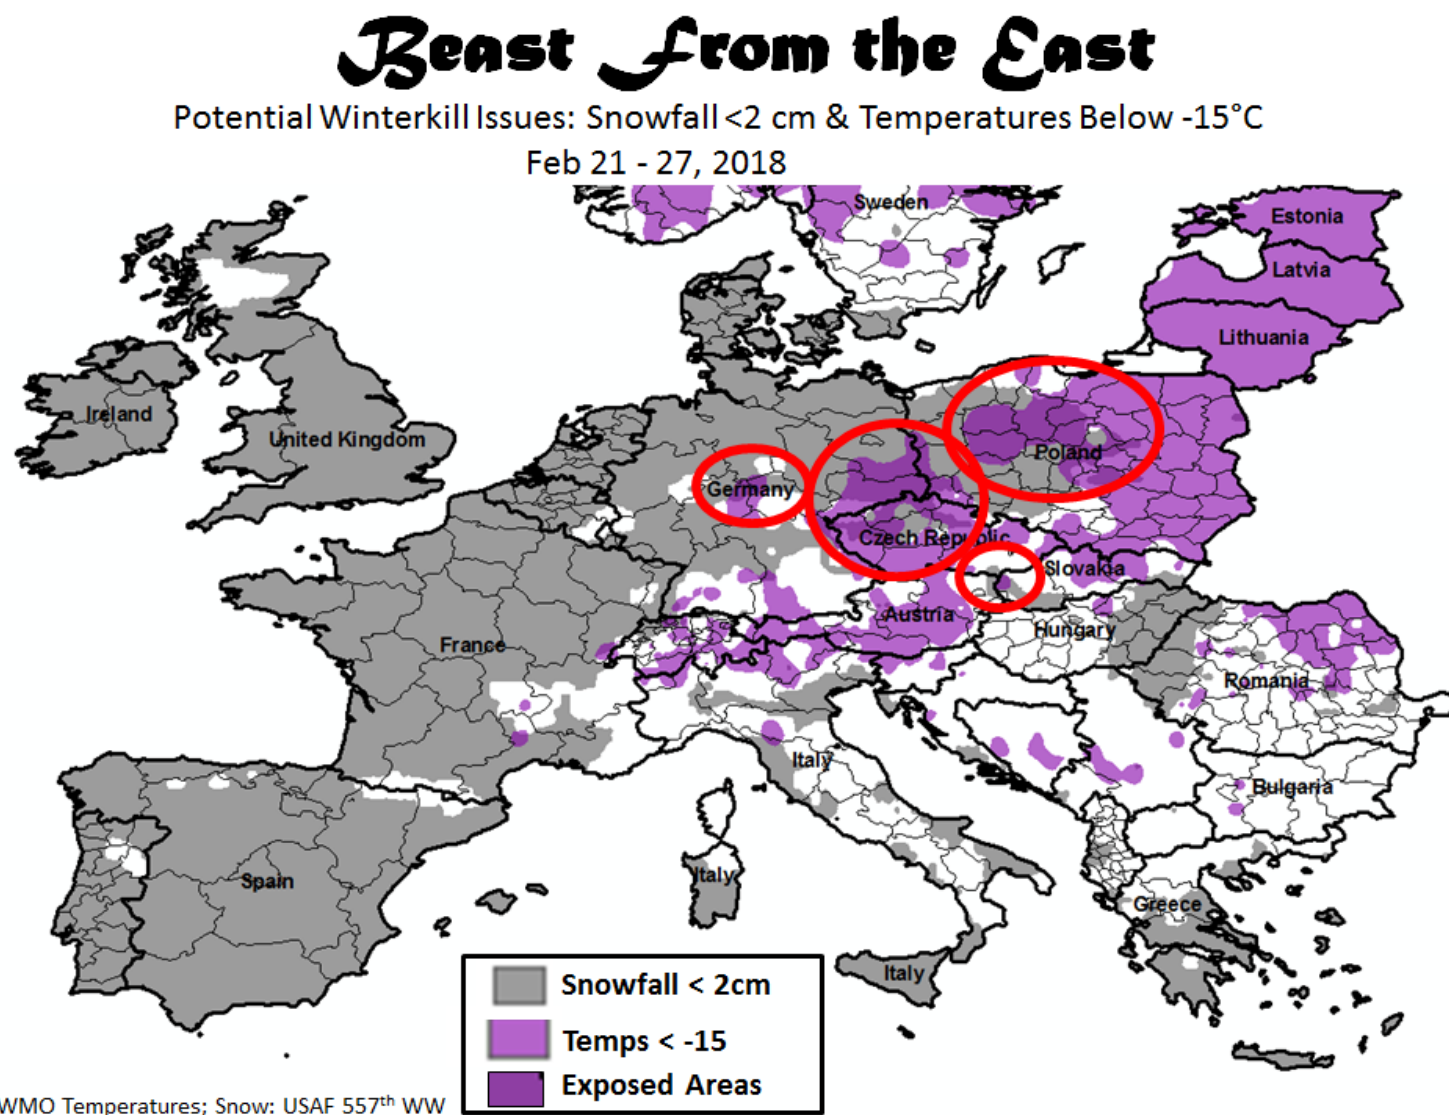 Beast From the East
Potential Winterkill Issues: Snowfall <2 cm & Temperatures Below -15°C
Feb 21 - 27, 2018
Sweden
Estonia
Latvia
Lithuania
Ireland
United Kingdom
Poland
Germany
Czech Republic
Slovakia
Austria
Hungary
France
Romania
Italy
Bulgaria
Spain
Italy
Greece
Italy
Snowfall < 2cm
Temps < -15
Exposed Areas
WMO Temperatures; Snow: USAF 557th WW